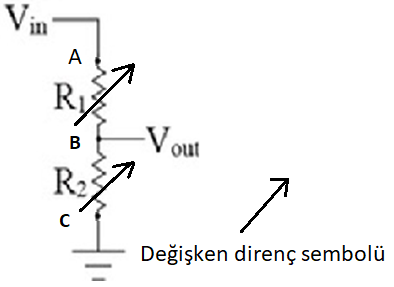 Vin
A
R1
B
Vout
R2
C
Değişken direnç sembolü